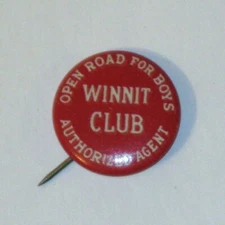 OPEN ROAD FOR BOYS
WINNIT
CLUB
AUTHORIZED AGENT